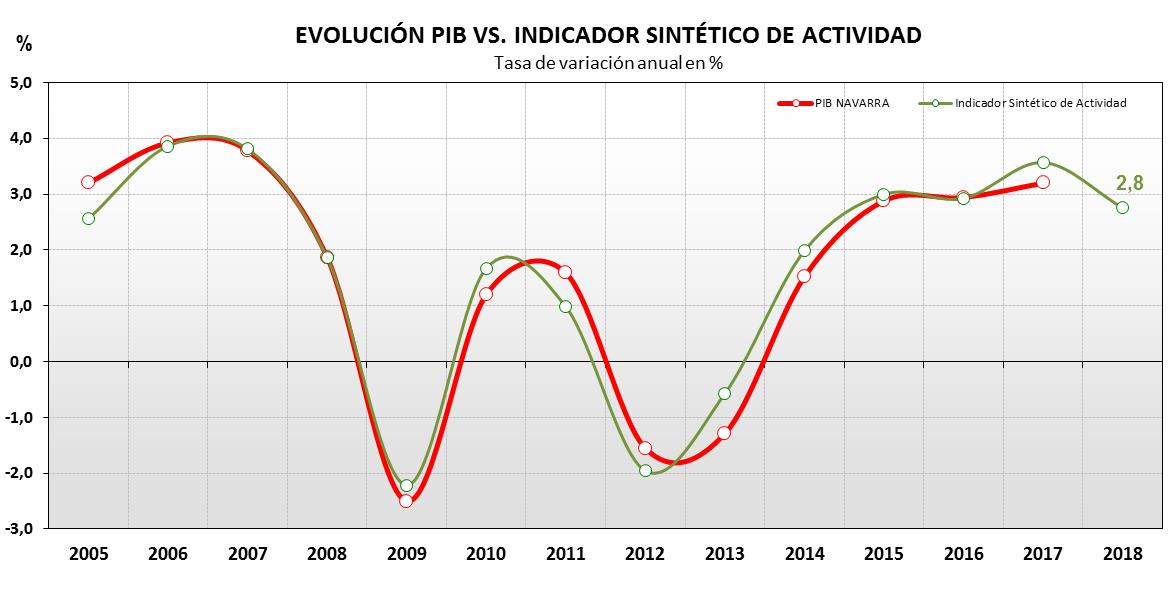 EVOLUCIÓN PIB VS. INDICADOR SINTÉTICO DE ACTIVIDAD
%
Tasa de variación anual en %
5,0
PIB NAVARRA
Indicador Sintético de Actividad
4,0
3,0
2,8
2,0
1,0
0,0
-1,0
-2,0
-3,0
2005 2006 2007 2008 2009 2010 2011 2012 2013 2014 2015 2016 2017 2018